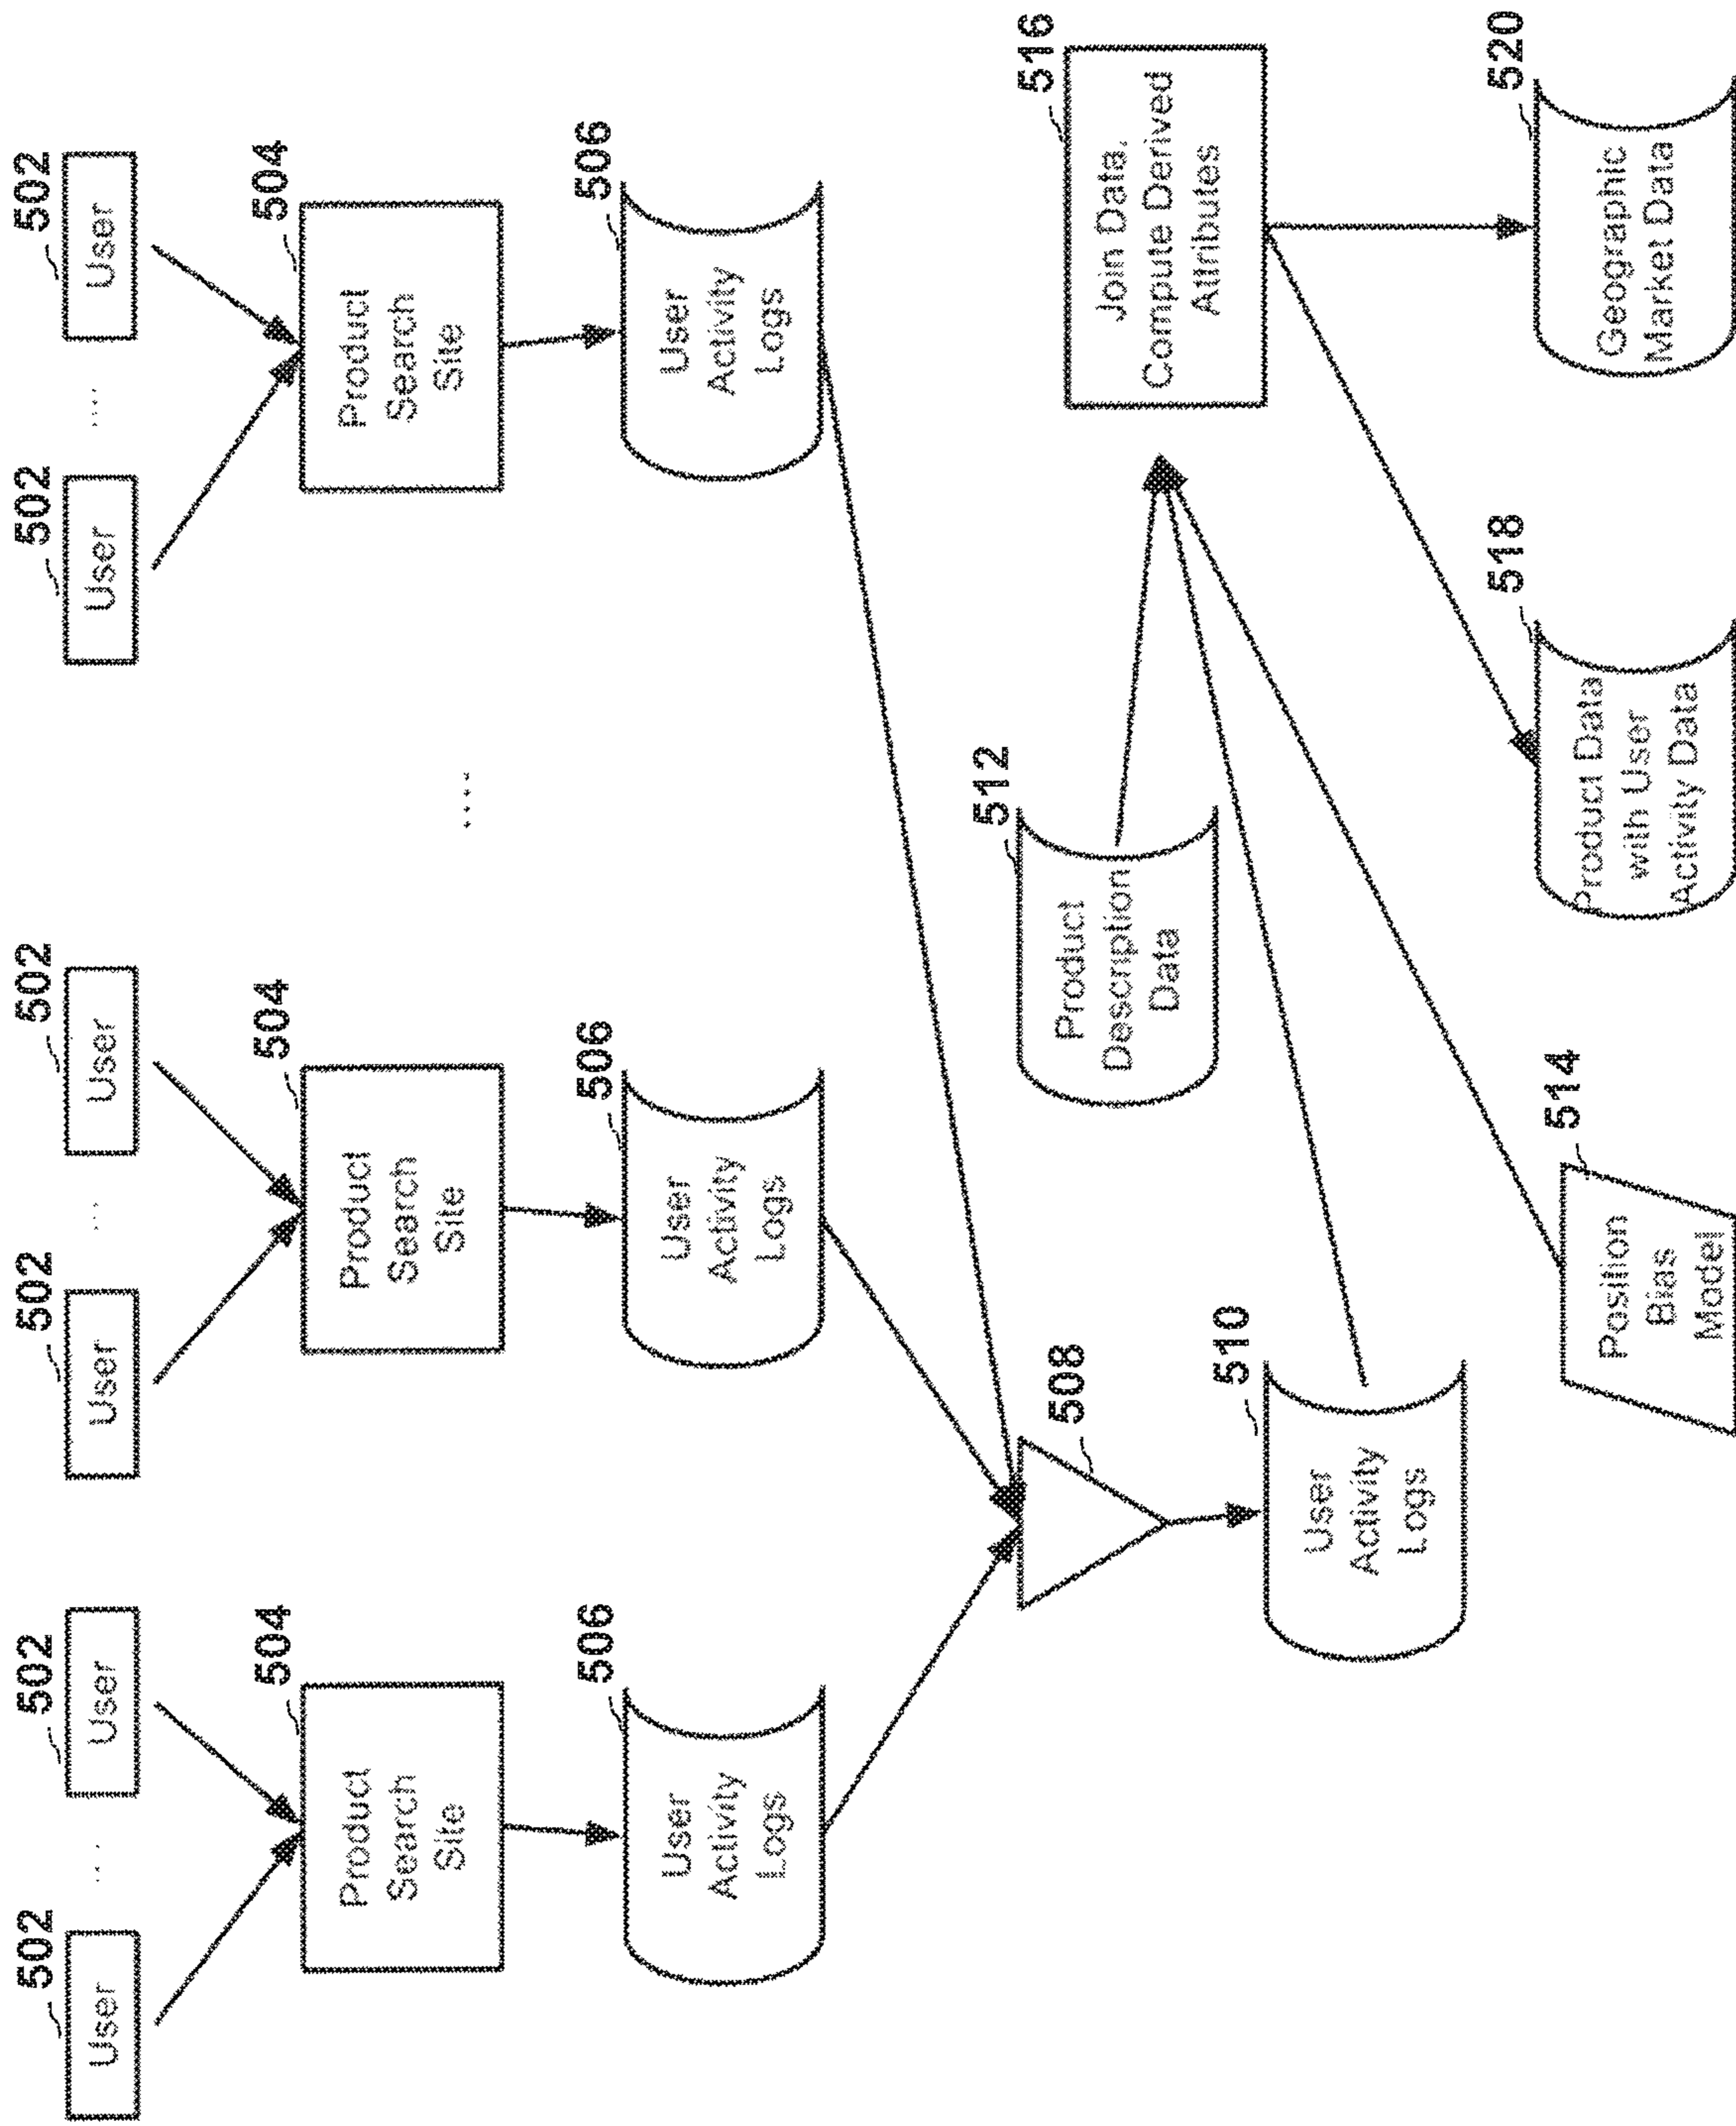 502
User
...
502
User
502
User
...
502
User
....
502
User
....
502
User
504
Product
Search
Site
504
Product
Search
Site
504
Product
Search
Site
506
User
Activity
Logs
506
User
Activity
Logs
506
User
Activity
Logs
508
510
User
Activity
Logs
512
Product
Description
Data
514
Position
Bias
Model
516
Join Data,
Compute Derived
Attributes
518
Product Data
with User
Activity Data
520
Geographic
Market Data